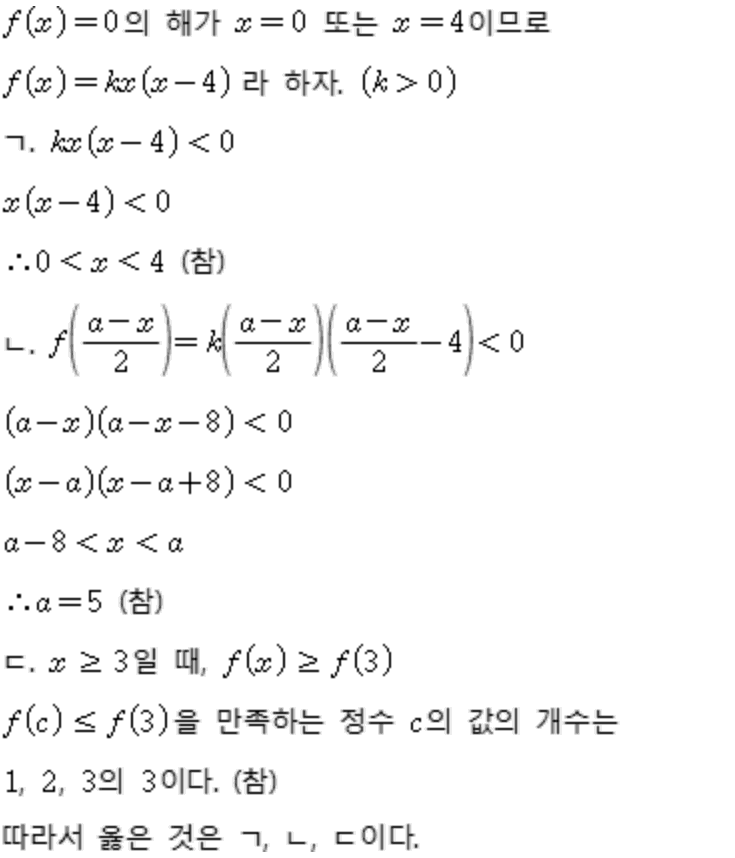 f(x)=0의 해가 x=0 또는 x=4이므로
f(x)=kx(x-4) 라 하자. (k>0)
ㄱ. kx(x-4)<0
x(x-4)<0
∴0<x<4 (참)
ㄴ. f((a-x)/2)=k((a-x)/2)((a-x)/2-4)<0
(a-x)(a-x-8)<0
(x-a)(x-a+8)<0
a-8<x<a
∴a=5 (참)
ㄷ. x≥3일 때, f(x)≥f(3)
f(c)≤f(3)을 만족하는 정수 c의 값의 개수는
1, 2, 3의 3이다. (참)
따라서 옳은 것은 ㄱ, ㄴ, ㄷ이다.